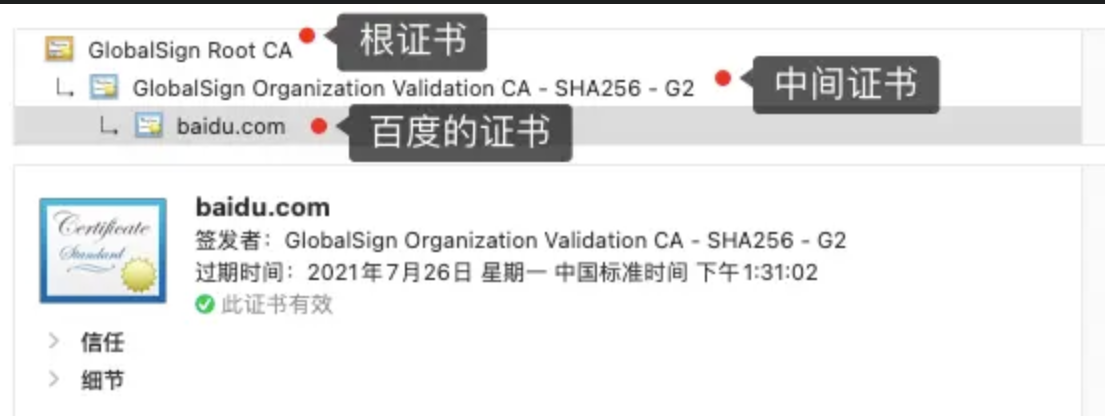 GlobalSign Root CA 根证书
GlobalSign Organization Validation CA - SHA256 - G2 中间证书
baidu.com 百度的证书
Certificate
Standard
baidu.com
签发者：GlobalSign Organization Validation CA - SHA256 - G2
过期时间：2021年7月26日 星期一 中国标准时间 下午1:31:02
此证书有效
信任
细节